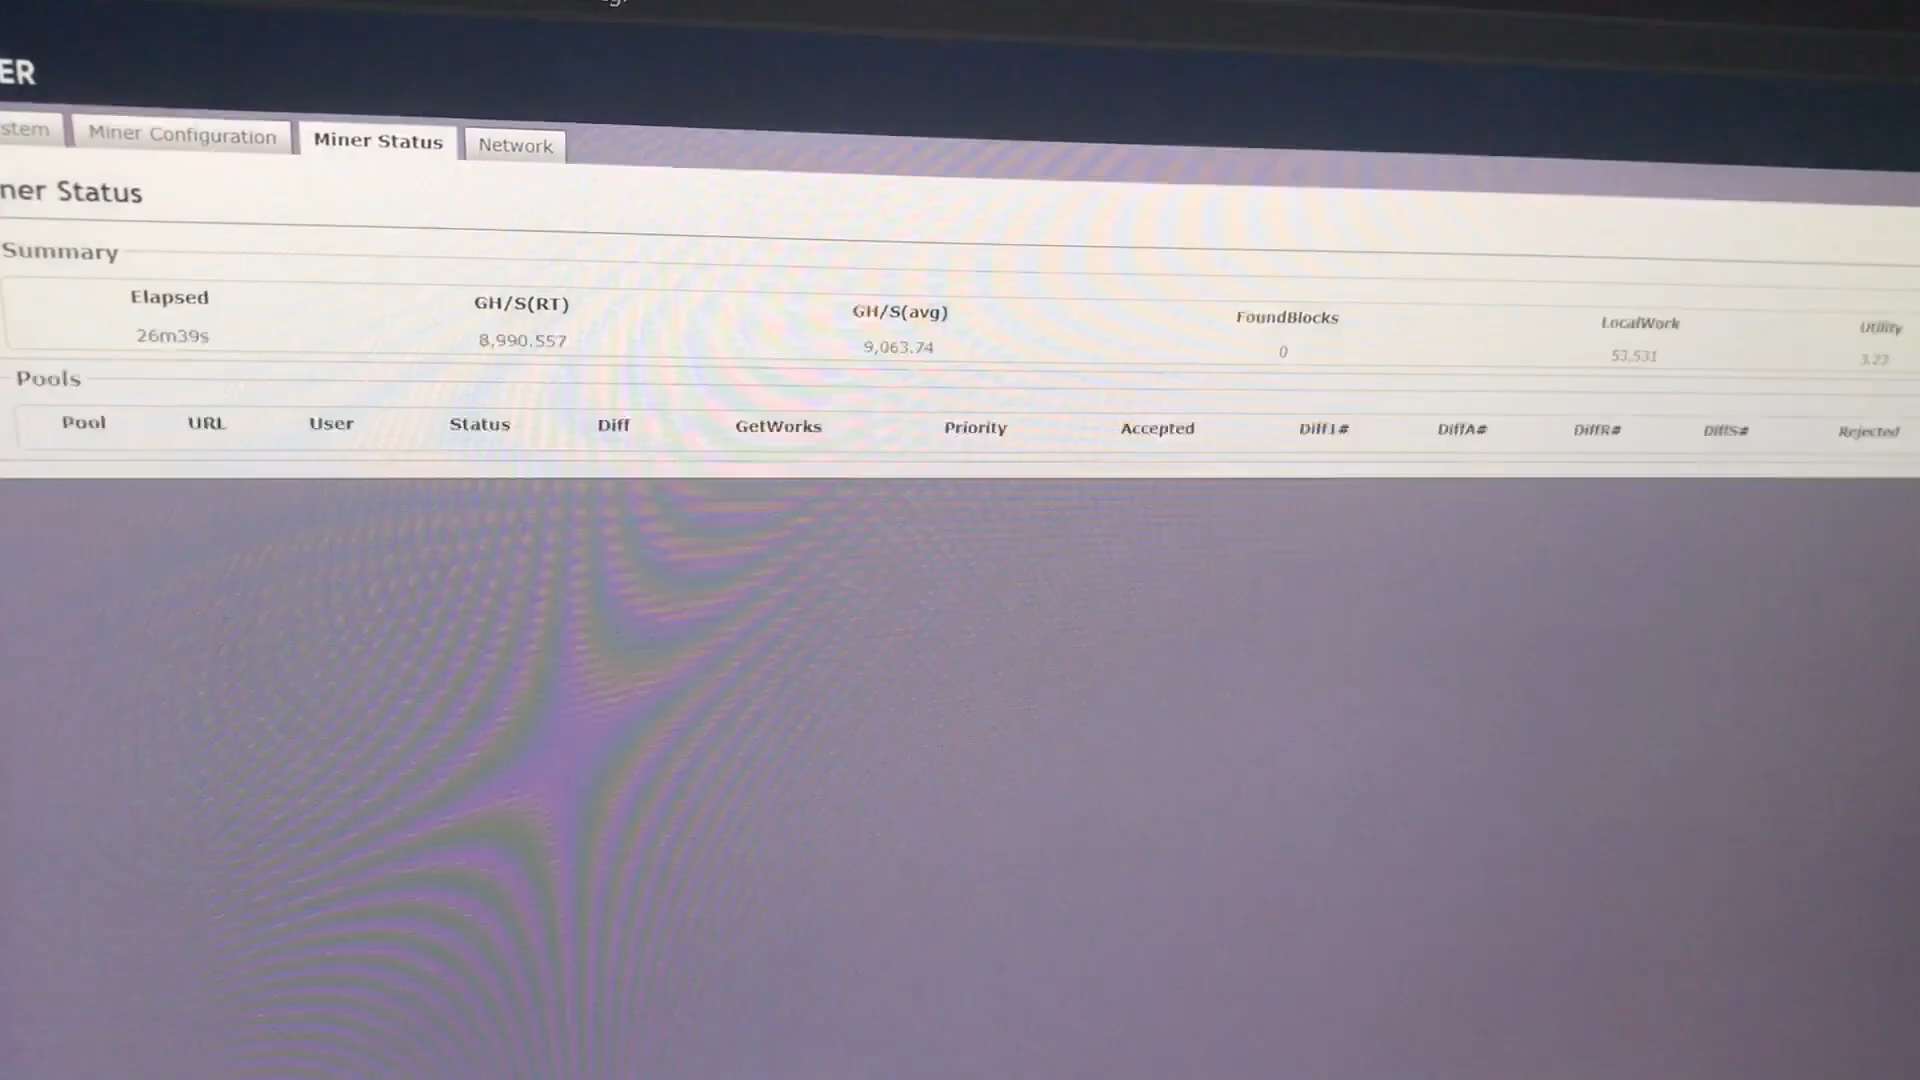 ER
stem Miner Configuration Miner Status Network
ner Status
Summary
Elapsed GH/S(RT) GH/S(avg) FoundBlocks LocalWork Utility
26m39s 8,990.557 9,063.74 0 53,531 3.22
Pools
Pool URL User Status Diff GetWorks Priority Accepted Diff1# DiffA# DiffR# DiffS# Rejected